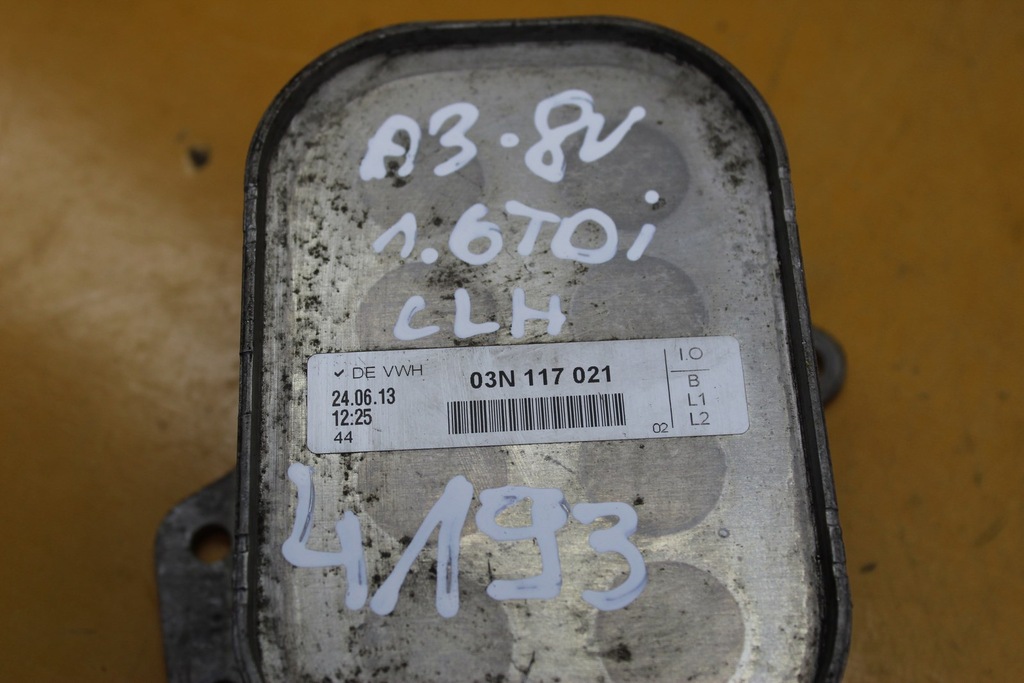 A3.8V
1.6TDi
CLH
DE VWH
03N 117 021
24.06.13
12:25
44
I.O
B
L1
L2
02
4193